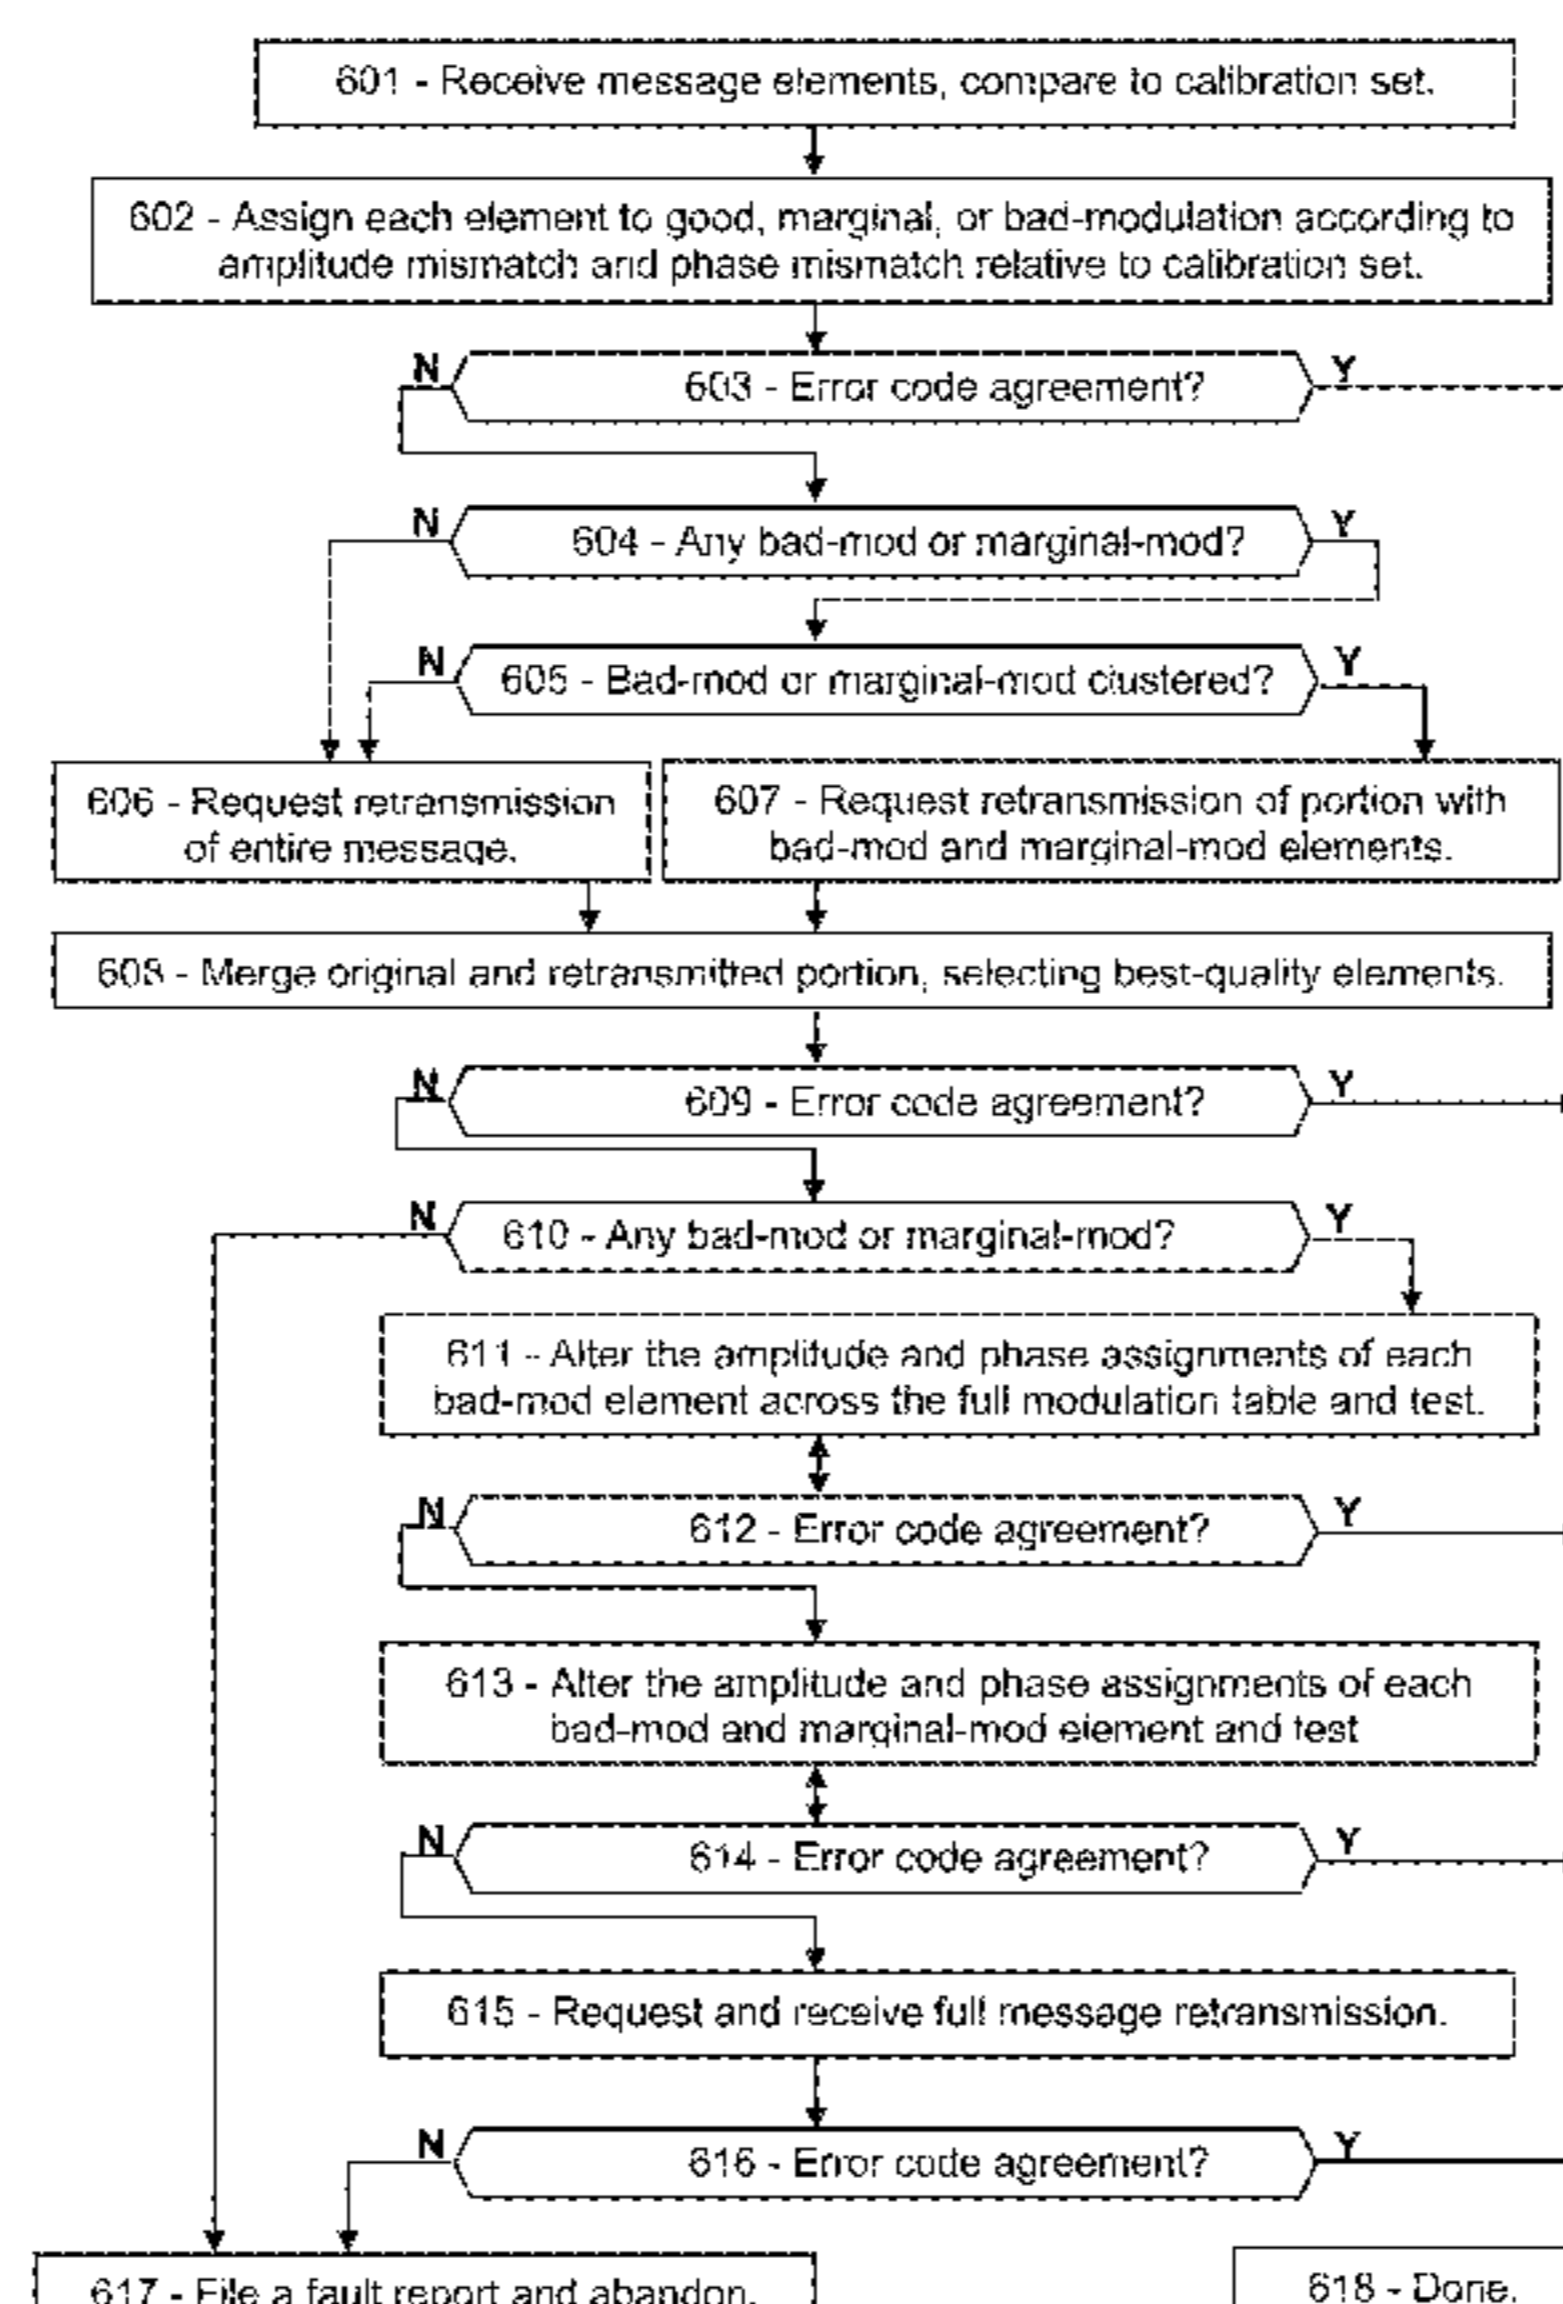 601 - Receive message elements, compare to calibration set.
602 - Assign each element to good, marginal, or bad-modulation according to
amplitude mismatch and phase mismatch relative to calibration set.
N
603 - Error code agreement?
Y
N
604 - Any bad-mod or marginal-mod?
Y
N
605 - Bad-mod or marginal-mod clustered?
Y
606 - Request retransmission
of entire message.
607 - Request retransmission of portion with
bad-mod and marginal-mod elements.
608 - Merge original and retransmitted portion, selecting best-quality elements.
N
609 - Error code agreement?
Y
N
610 - Any bad-mod or marginal-mod?
Y
611 - Alter the amplitude and phase assignments of each
bad-mod element across the full modulation table and test.
N
612 - Error code agreement?
Y
613 - Alter the amplitude and phase assignments of each
bad-mod and marginal-mod element and test
N
614 - Error code agreement?
Y
615 - Request and receive full message retransmission.
N
616 - Error code agreement?
Y
617 - File a fault report and abandon.
618 - Done.